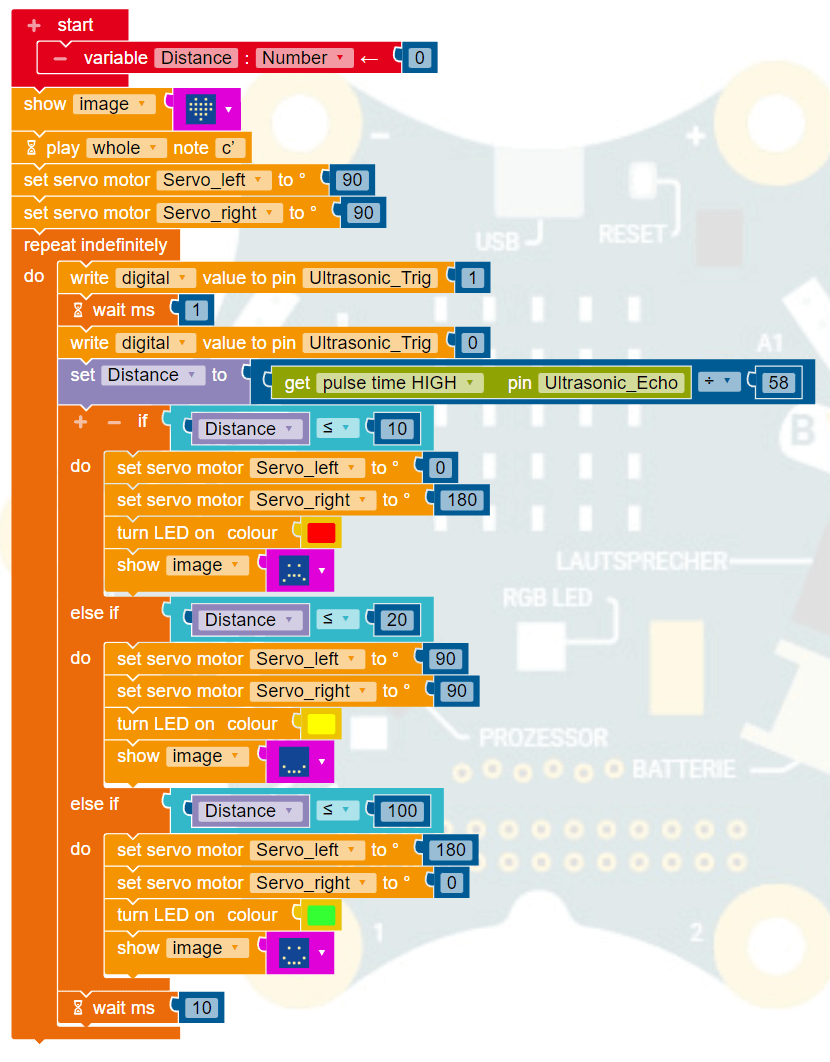 + start
− variable Distance : Number ← 0
show image
play whole note c'
set servo motor Servo_left to ° 90
set servo motor Servo_right to ° 90
repeat indefinitely
do write digital value to pin Ultrasonic_Trig 1
wait ms 1
write digital value to pin Ultrasonic_Trig 0
set Distance to get pulse time HIGH pin Ultrasonic_Echo ÷ 58
+ − if Distance ≤ 10
do set servo motor Servo_left to ° 0
set servo motor Servo_right to ° 180
turn LED on colour
show image
else if Distance ≤ 20
do set servo motor Servo_left to ° 90
set servo motor Servo_right to ° 90
turn LED on colour
show image
else if Distance ≤ 100
do set servo motor Servo_left to ° 180
set servo motor Servo_right to ° 0
turn LED on colour
show image
wait ms 10
− +
USB
RESET
A1
B
LAUTSPRECHER
RGB LED
PROZESSOR
BATTERIE
1 2